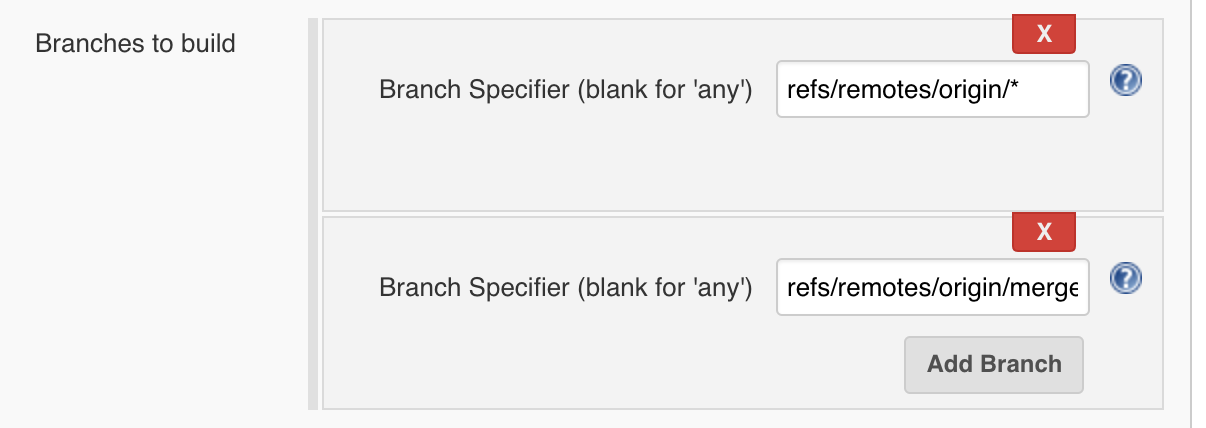 Branches to build
X
Branch Specifier (blank for 'any') refs/remotes/origin/*
?
X
Branch Specifier (blank for 'any') refs/remotes/origin/merge
?
Add Branch